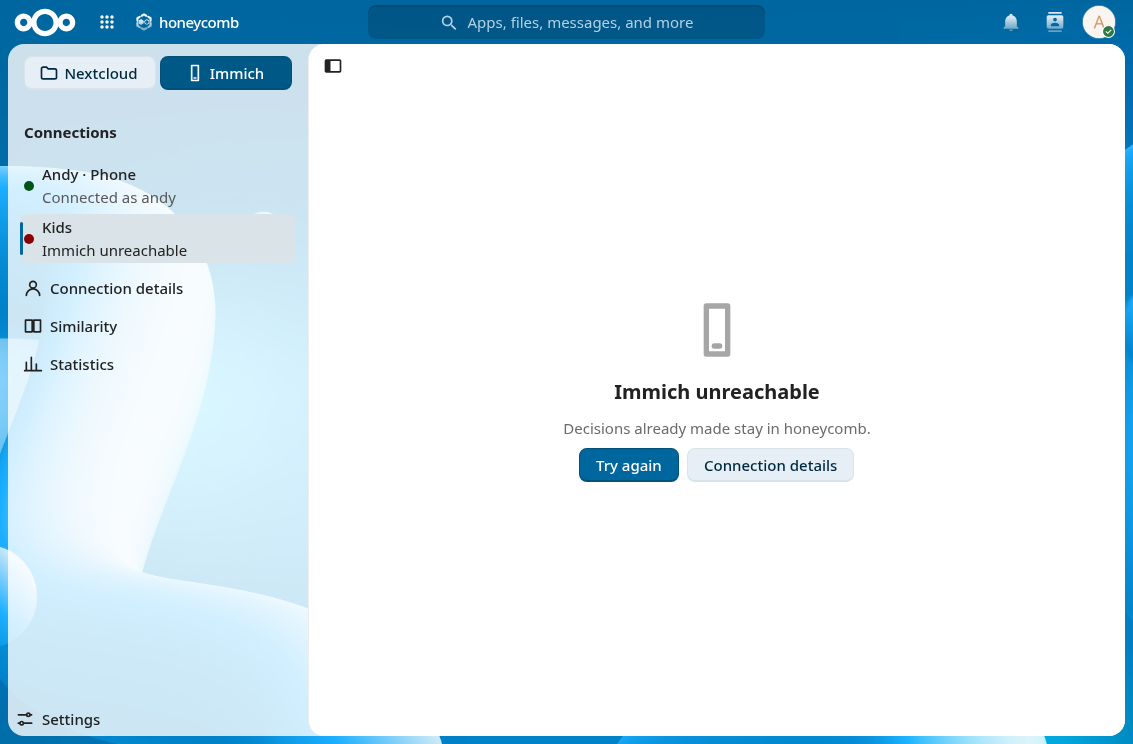 honeycomb
Apps, files, messages, and more
A
Nextcloud
Immich
Connections
Andy · Phone
Connected as andy
Kids
Immich unreachable
Connection details
Similarity
Statistics
Settings
Immich unreachable
Decisions already made stay in honeycomb.
Try again
Connection details